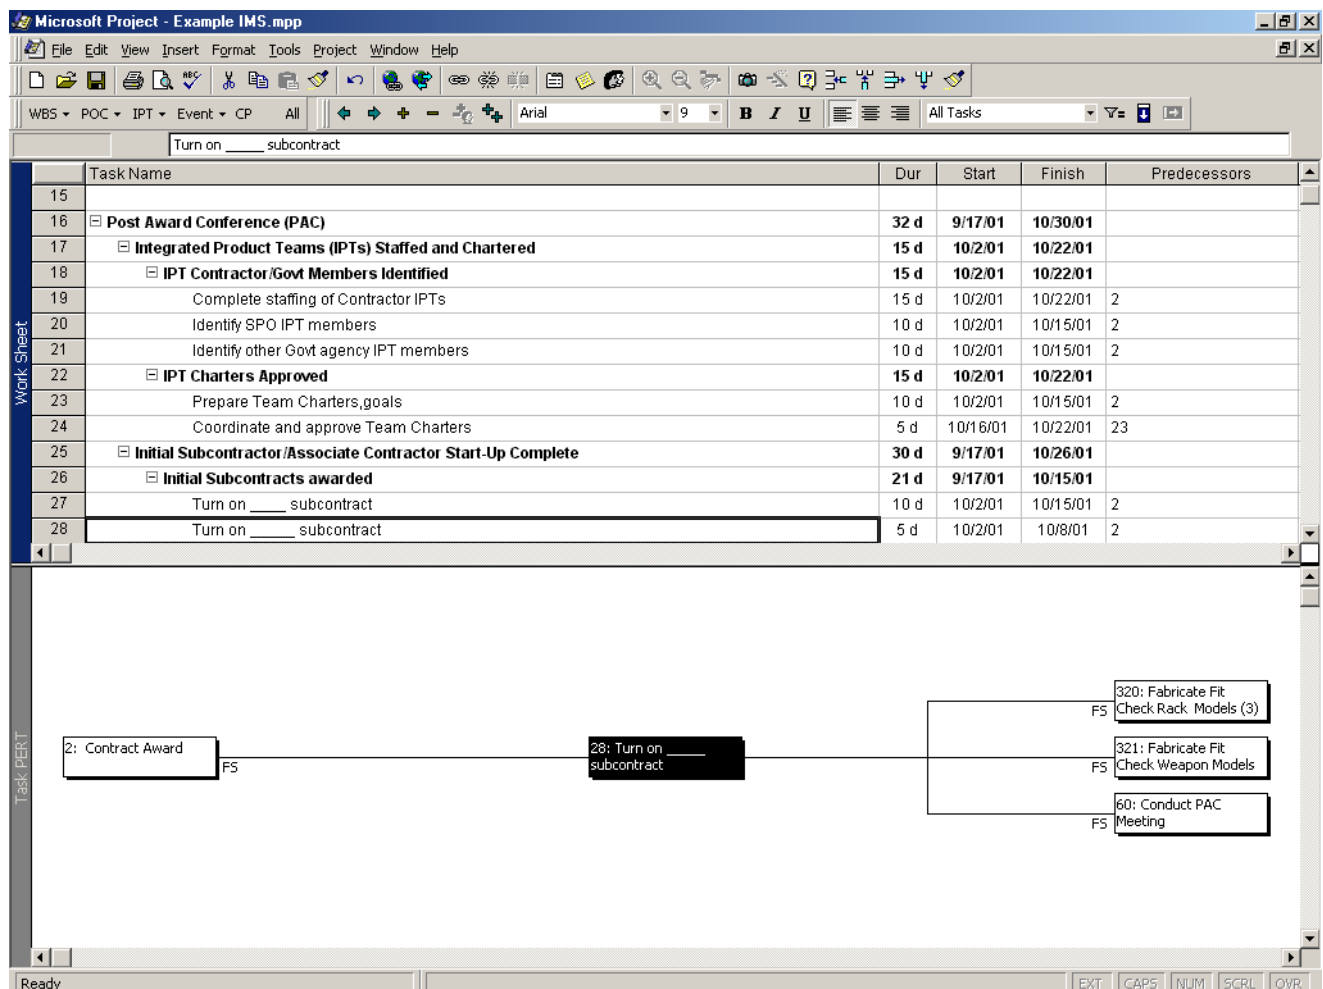 Microsoft Project - Example IMS.mpp
File Edit View Insert Format Tools Project Window Help
WBS POC IPT Event CP All Arial 9 B I U All Tasks
Turn on _____ subcontract
Task Name Dur Start Finish Predecessors
15
16 Post Award Conference (PAC) 32 d 9/17/01 10/30/01
17 Integrated Product Teams (IPTs) Staffed and Chartered 15 d 10/2/01 10/22/01
18 IPT Contractor/Govt Members Identified 15 d 10/2/01 10/22/01
19 Complete staffing of Contractor IPTs 15 d 10/2/01 10/22/01 2
20 Identify SPO IPT members 10 d 10/2/01 10/15/01 2
21 Identify other Govt agency IPT members 10 d 10/2/01 10/15/01 2
22 IPT Charters Approved 15 d 10/2/01 10/22/01
23 Prepare Team Charters,goals 10 d 10/2/01 10/15/01 2
24 Coordinate and approve Team Charters 5 d 10/16/01 10/22/01 23
25 Initial Subcontractor/Associate Contractor Start-Up Complete 30 d 9/17/01 10/26/01
26 Initial Subcontracts awarded 21 d 9/17/01 10/15/01
27 Turn on ____ subcontract 10 d 10/2/01 10/15/01 2
28 Turn on _____ subcontract 5 d 10/2/01 10/8/01 2
Work Sheet
320: Fabricate Fit
Check Rack Models (3)
FS
2: Contract Award
FS
28: Turn on _____
subcontract
321: Fabricate Fit
Check Weapon Models
FS
60: Conduct PAC
Meeting
FS
Task PERT
Ready EXT CAPS NUM SCRL OVR